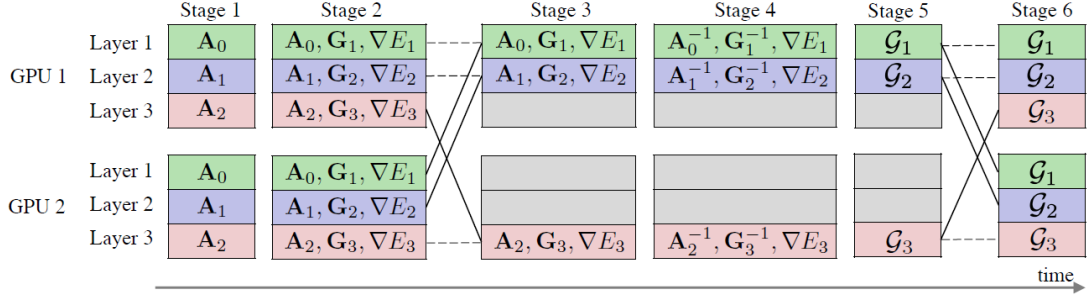 Stage 1 Stage 2 Stage 3 Stage 4 Stage 5 Stage 6
Layer 1 A₀ A₀, G₁, ∇E₁ A₀, G₁, ∇E₁ A₀⁻¹, G₁⁻¹, ∇E₁ 𝒢₁ 𝒢₁
GPU 1 Layer 2 A₁ A₁, G₂, ∇E₂ A₁, G₂, ∇E₂ A₁⁻¹, G₂⁻¹, ∇E₂ 𝒢₂ 𝒢₂
Layer 3 A₂ A₂, G₃, ∇E₃ 𝒢₃
Layer 1 A₀ A₀, G₁, ∇E₁ 𝒢₁
GPU 2 Layer 2 A₁ A₁, G₂, ∇E₂ 𝒢₂
Layer 3 A₂ A₂, G₃, ∇E₃ A₂, G₃, ∇E₃ A₂⁻¹, G₃⁻¹, ∇E₃ 𝒢₃ 𝒢₃
time